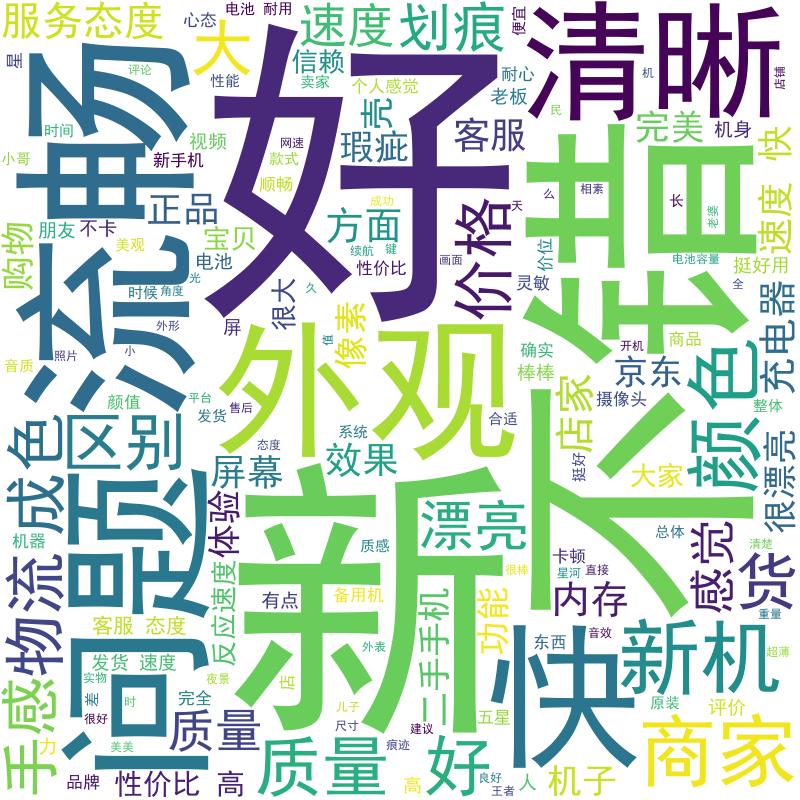 服务态度
心态
电池 耐用
速度
划痕
便宜
清晰
星
畅
评论
大
性能
信赖
卖家
个人感觉
耐心
老板
机
店铺
壳
好
时间
小哥
新手机
视频
瑕疵
网速
款式
客服
民
完美
机身
快
顺畅
成功
不错
相素
长
老婆
购物
朋友
不卡
正品
宝贝
方面
天
价格
么
速度
美观
电池
续航
键
性价比
画面
价位
电池容量
挺好用
流
时候
角度
光
很大
久
灵敏
全
外形
屏
小
像素
值
外观
开机
商品
充电器
音质
照片
确实
棒棒
京东
颜色
颜值
平台
发货
售后
合适
摄像头
整体
成色
区别
态度
系统
店家
屏幕
效果
挺好
大家
很漂亮
问题
体验
新
漂亮
总体
机器
质感
很棒
卡顿
星河
直接
感觉
清楚
货
物流
有点
备用机
内存
重量
客服 态度
反应速度
二手手机
功能
外表
东西
音效
新机
发货 速度
超薄
实物
夜景
店
快
手感
差
时
完全
儿子
五星
原装
评价
很好
质量
尺寸
建议
力
美美
质量
痕迹
好
商家
品牌
性价比
高
高
良好
王者
人
机子